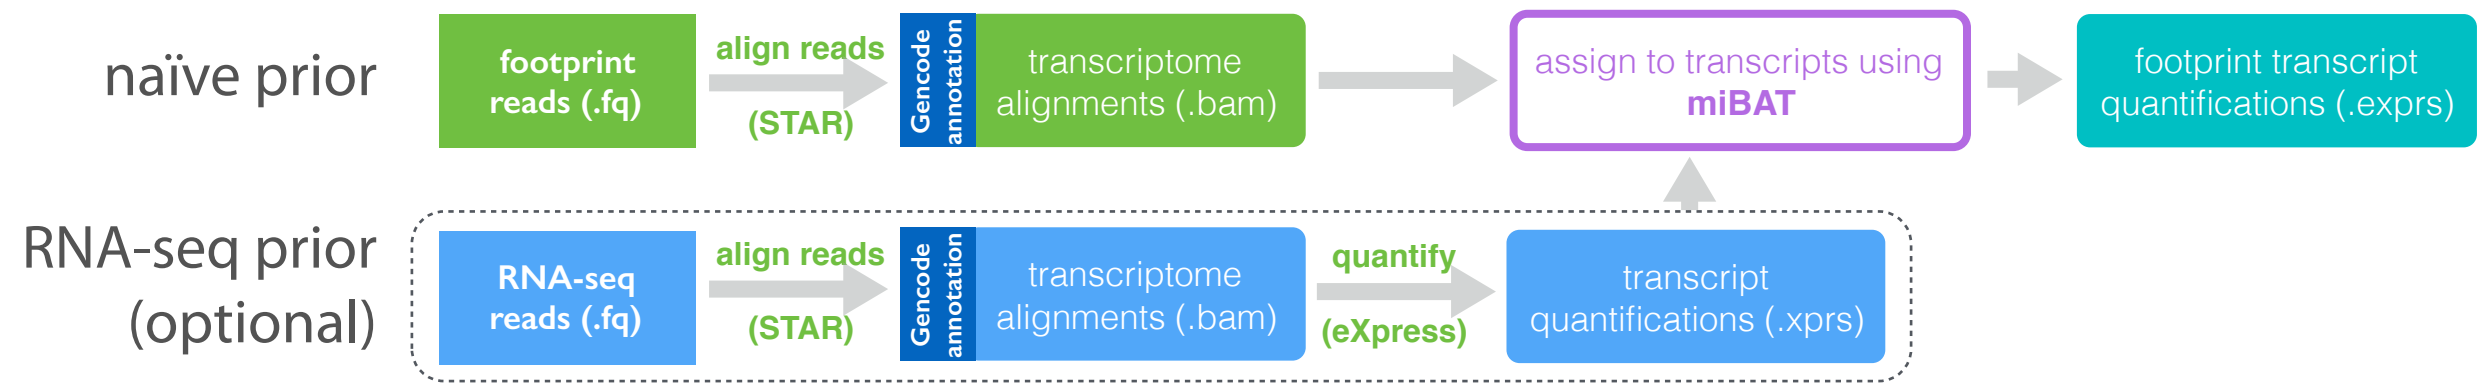 naïve prior
footprint
reads (.fq)
align reads
(STAR)
Gencode
annotation
transcriptome
alignments (.bam)
assign to transcripts using
miBAT
footprint transcript
quantifications (.exprs)
RNA-seq prior
(optional)
RNA-seq
reads (.fq)
align reads
(STAR)
Gencode
annotation
transcriptome
alignments (.bam)
quantify
(eXpress)
transcript
quantifications (.xprs)